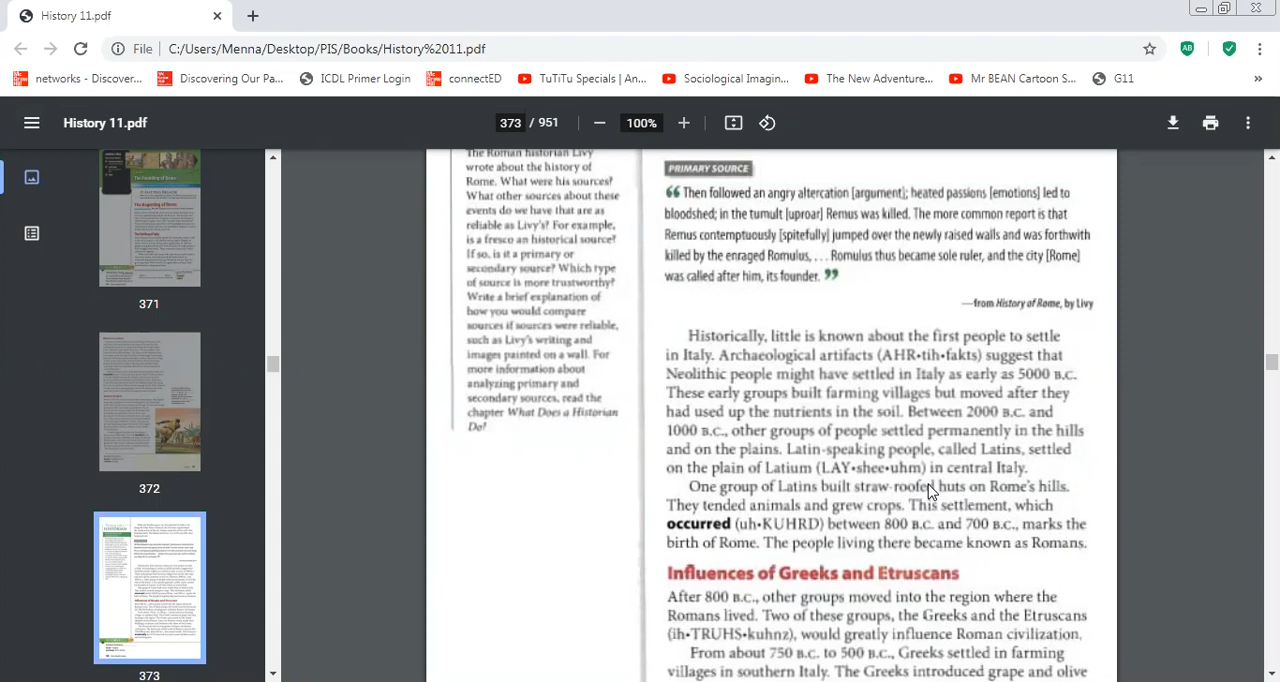 History 11.pdf
File
C:/Users/Menna/Desktop/PIS/Books/History%2011.pdf
networks - Discover...
Discovering Our Pa...
ICDL Primer Login
ConnectED
TuTiTu Specials | An...
Sociological Imagin...
The New Adventure...
Mr BEAN Cartoon S...
G11
»
History 11.pdf
373 / 951
100%
371
372
373
The Roman historian Livy
wrote about the history of
Rome. What were his sources?
What other sources about these
events do we have that are as
reliable as Livy's? For example,
is a fresco an historical source?
If so, is it a primary or
secondary source? Which type
of source is more trustworthy?
Write a brief explanation of
how you would compare
sources if sources were reliable,
such as Livy's writing and
images painted on a wall. For
more information about
analyzing primary and
secondary sources, read the
chapter What Does a Historian
Do?
PRIMARY SOURCE
“ Then followed an angry altercation [argument]; heated passions [emotions] led to
bloodshed; in the tumult [uproar] Remus was killed. The more common report is that
Remus contemptuously [spitefully] jumped over the newly raised walls and was forthwith
killed by the enraged Romulus, . . . Romulus thus became sole ruler, and the city [Rome]
was called after him, its founder. ”
—from History of Rome, by Livy
Historically, little is known about the first people to settle
in Italy. Archaeological artifacts (AHR•tih•fakts) suggest that
Neolithic people might have settled in Italy as early as 5000 B.C.
These early groups built farming villages but moved after they
had used up the nutrients in the soil. Between 2000 B.C. and
1000 B.C., other groups of people settled permanently in the hills
and on the plains. Latin-speaking people, called Latins, settled
on the plain of Latium (LAY•shee•uhm) in central Italy.
One group of Latins built straw-roofed huts on Rome's hills.
They tended animals and grew crops. This settlement, which
occurred (uh•CUHRD) between 800 B.C. and 700 B.C., marks the
birth of Rome. The people living there became known as Romans.
Influences of Greeks and Etruscans
After 800 B.C., other groups moved into the region where the
Romans lived. Two of these groups, the Greeks and the Etruscans
(ih•TRUHS•kuhnz), would greatly influence Roman civilization.
From about 750 B.C. to 500 B.C., Greeks settled in farming
villages in southern Italy. The Greeks introduced grape and olive